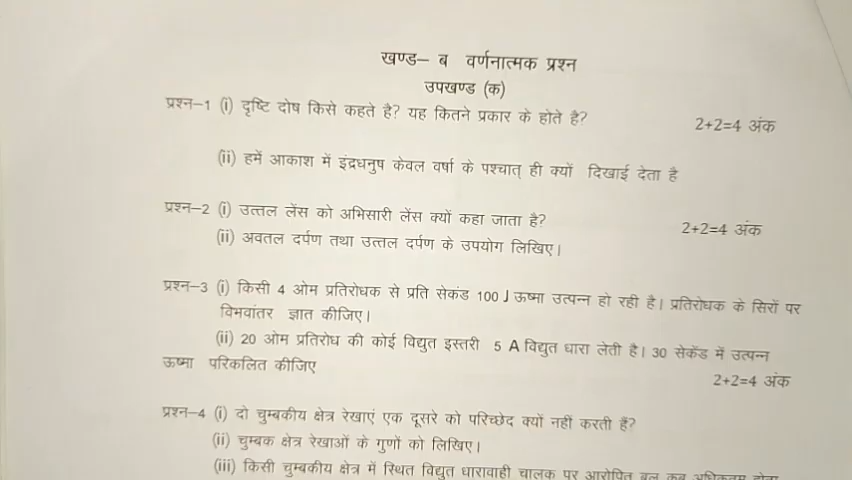 खण्ड– ब वर्णनात्मक प्रश्न
उपखण्ड (क)
प्रश्न–1 (i) दृष्टि दोष किसे कहते है? यह कितने प्रकार के होते है?
2+2=4 अंक
(ii) हमें आकाश में इंद्रधनुष केवल वर्षा के पश्चात् ही क्यों दिखाई देता है
प्रश्न–2 (i) उत्तल लेंस को अभिसारी लेंस क्यों कहा जाता है?
2+2=4 अंक
(ii) अवतल दर्पण तथा उत्तल दर्पण के उपयोग लिखिए।
प्रश्न–3 (i) किसी 4 ओम प्रतिरोधक से प्रति सेकंड 100 J ऊष्मा उत्पन्न हो रही है। प्रतिरोधक के सिरों पर
विभवांतर ज्ञात कीजिए।
(ii) 20 ओम प्रतिरोध की कोई विद्युत इस्तरी 5 A विद्युत धारा लेती है। 30 सेकेंड में उत्पन्न
ऊष्मा परिकलित कीजिए
2+2=4 अंक
प्रश्न–4 (i) दो चुम्बकीय क्षेत्र रेखाएं एक दूसरे को परिच्छेद क्यों नहीं करती हैं?
(ii) चुम्बक क्षेत्र रेखाओं के गुणों को लिखिए।
(iii) किसी चुम्बकीय क्षेत्र में स्थित विद्युत धारावाही चालक पर आरोपित बल कब अधिकतम होता